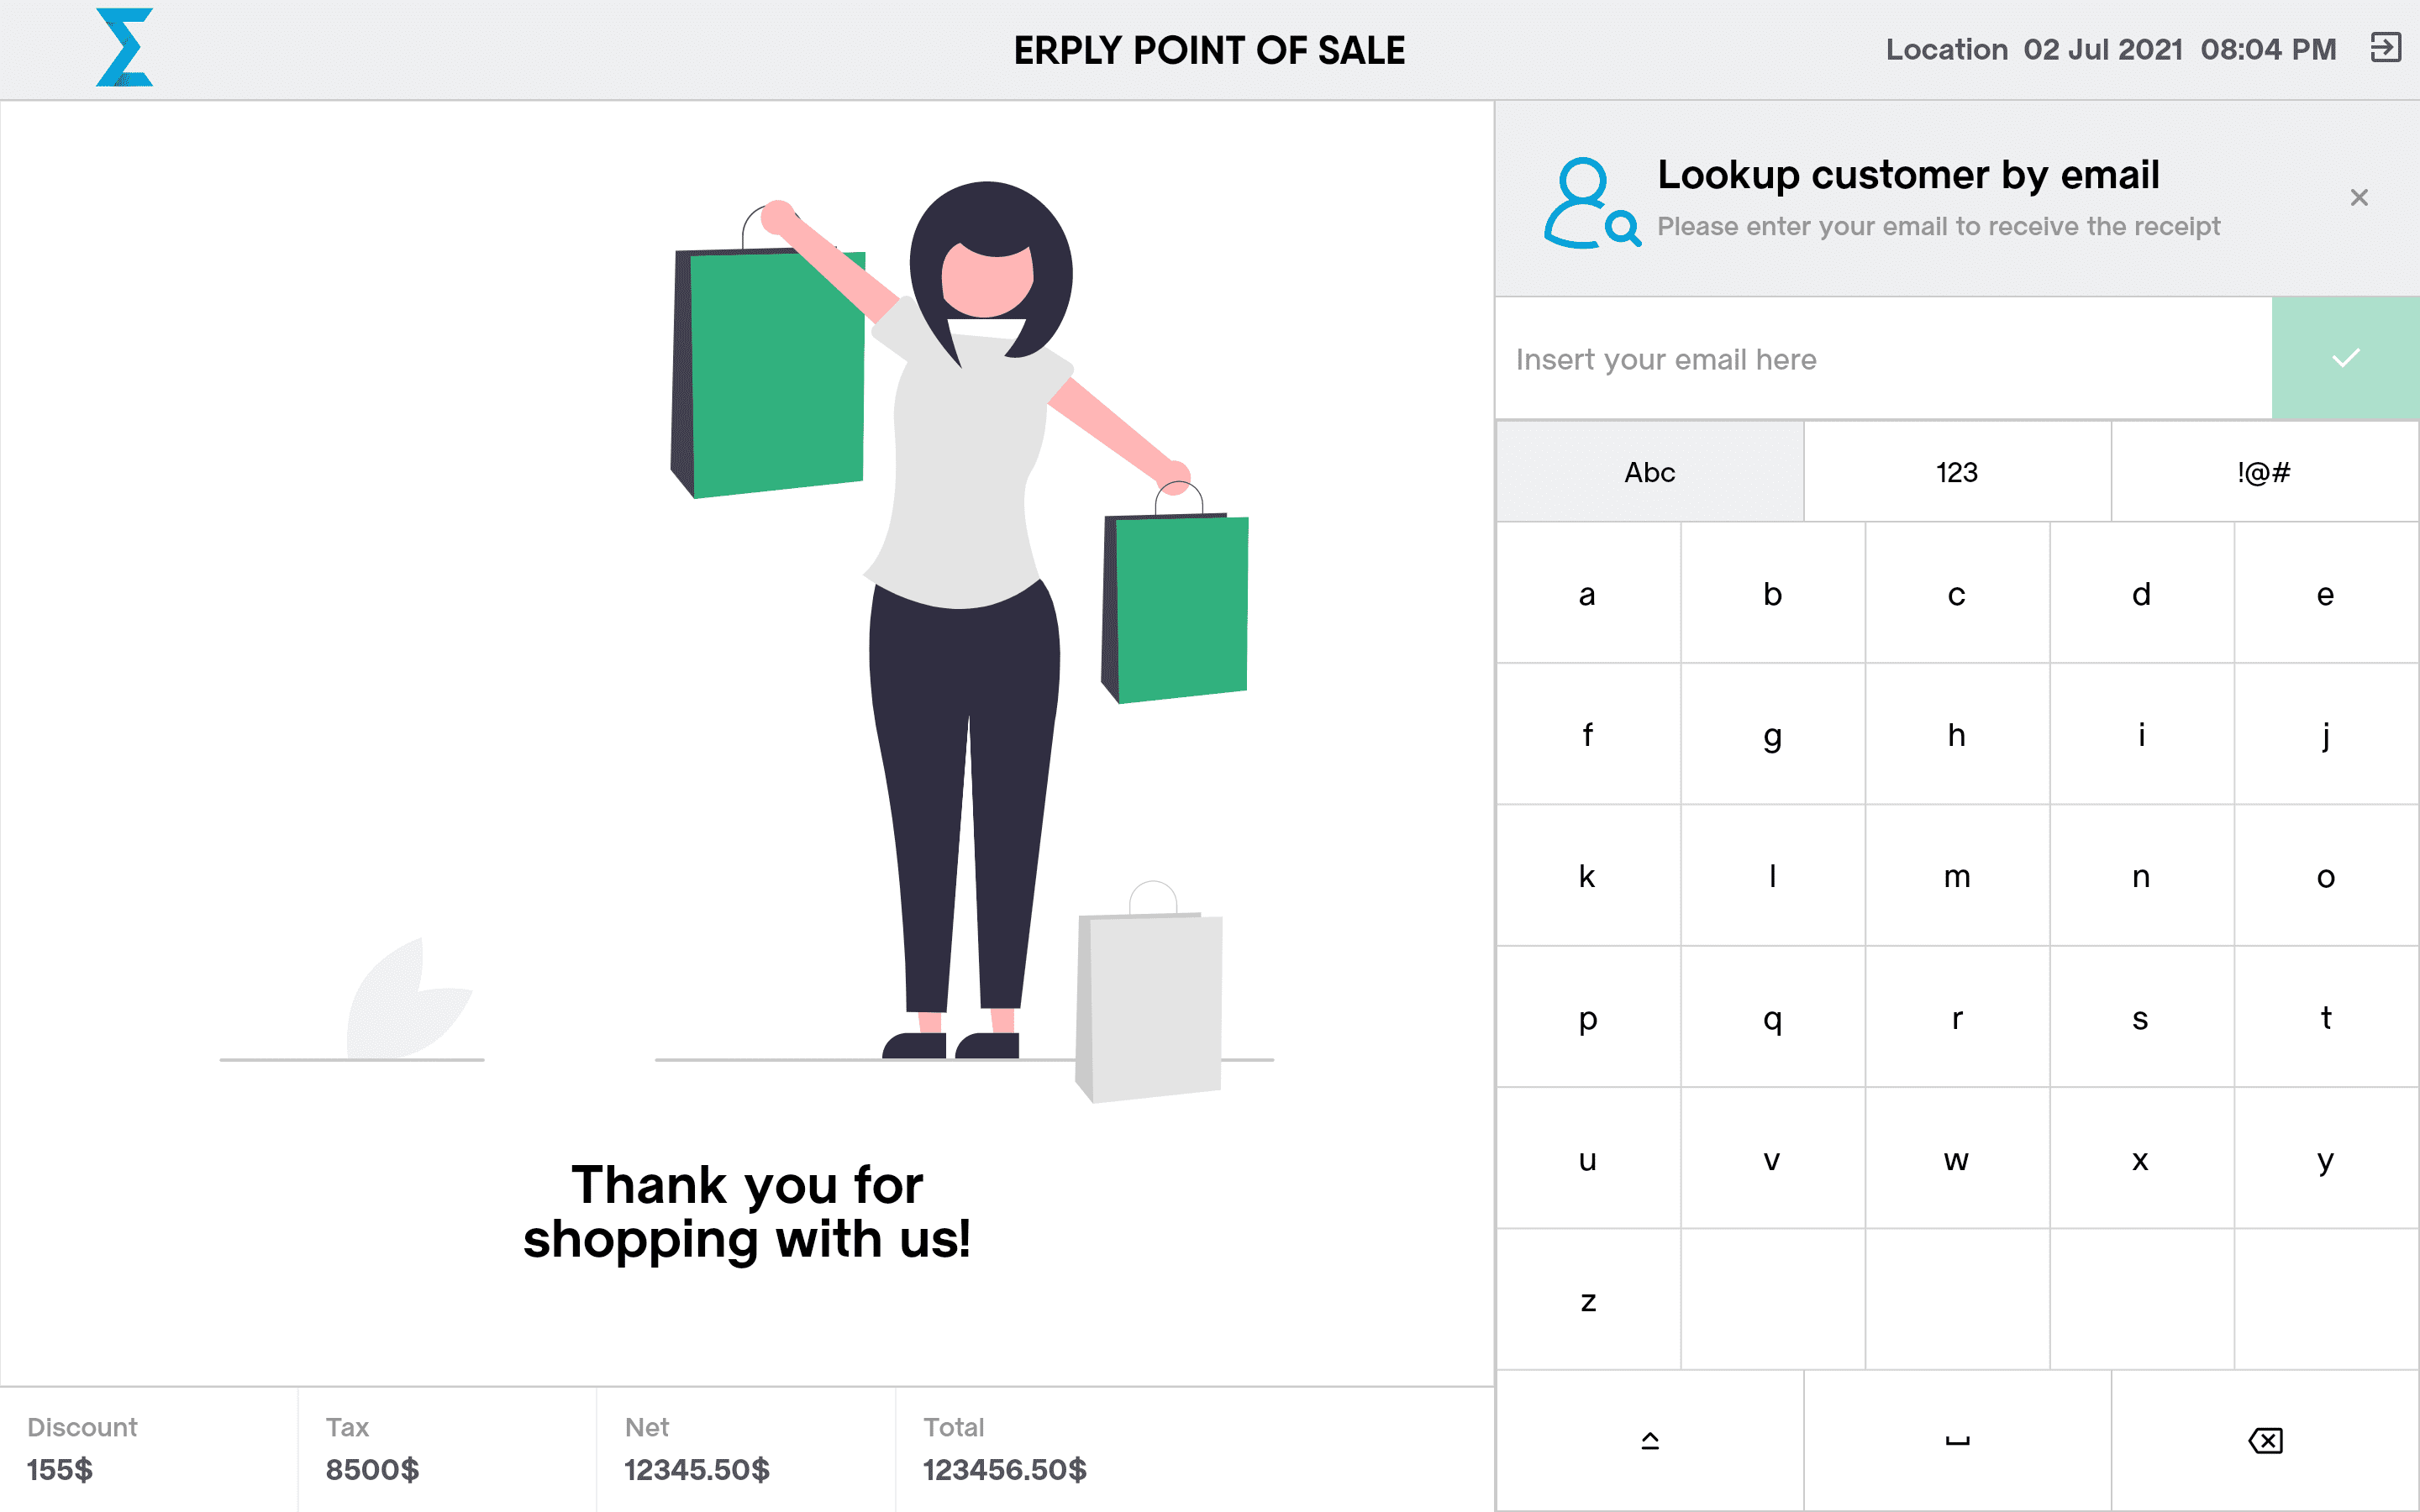 ERPLY POINT OF SALE
Location 02 Jul 2021 08:04 PM
Lookup customer by email
Please enter your email to receive the receipt
Insert your email here
Abc 123 !@#
a b c d e
f g h i j
k l m n o
p q r s t
u v w x y
z
Thank you for
shopping with us!
Discount Tax Net Total
155$ 8500$ 12345.50$ 123456.50$